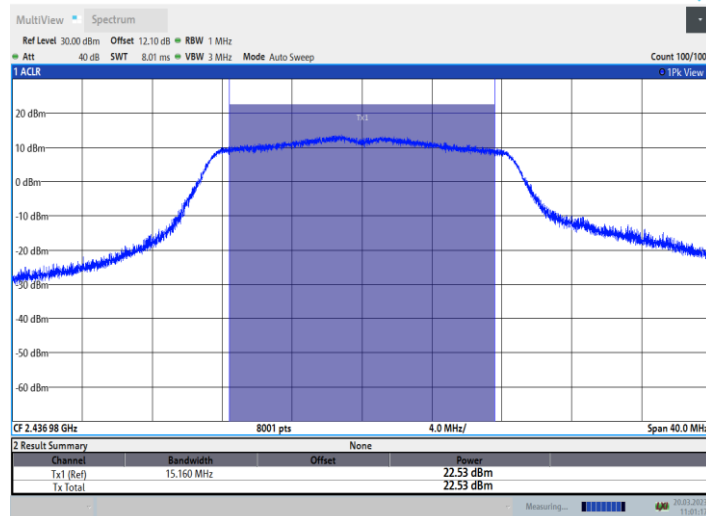 MultiView Spectrum
Ref Level 30.00 dBm Offset 12.10 dB RBW 1 MHz
Att 40 dB SWT 8.01 ms VBW 3 MHz Mode Auto Sweep Count 100/100
1 ACLR 1Pk View
Tx1
20 dBm
10 dBm
0 dBm
-10 dBm
-20 dBm
-30 dBm
-40 dBm
-50 dBm
-60 dBm
CF 2.436 98 GHz 8001 pts 4.0 MHz/ Span 40.0 MHz
2 Result Summary None
Channel Bandwidth Offset Power
Tx1 (Ref) 15.160 MHz 22.53 dBm
Tx Total 22.53 dBm
Measuring... 20.03.2023